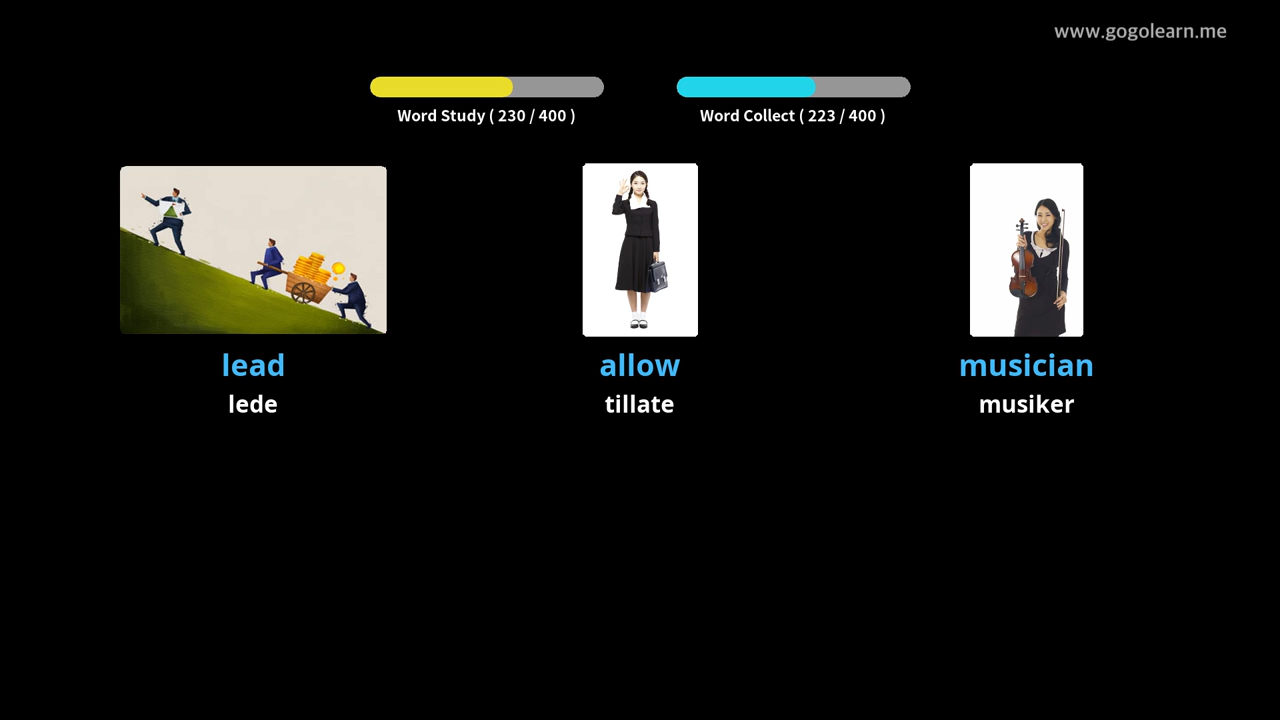 www.gogolearn.me
Word Study ( 230 / 400 )
Word Collect ( 223 / 400 )
lead
lede
allow
tillate
musician
musiker